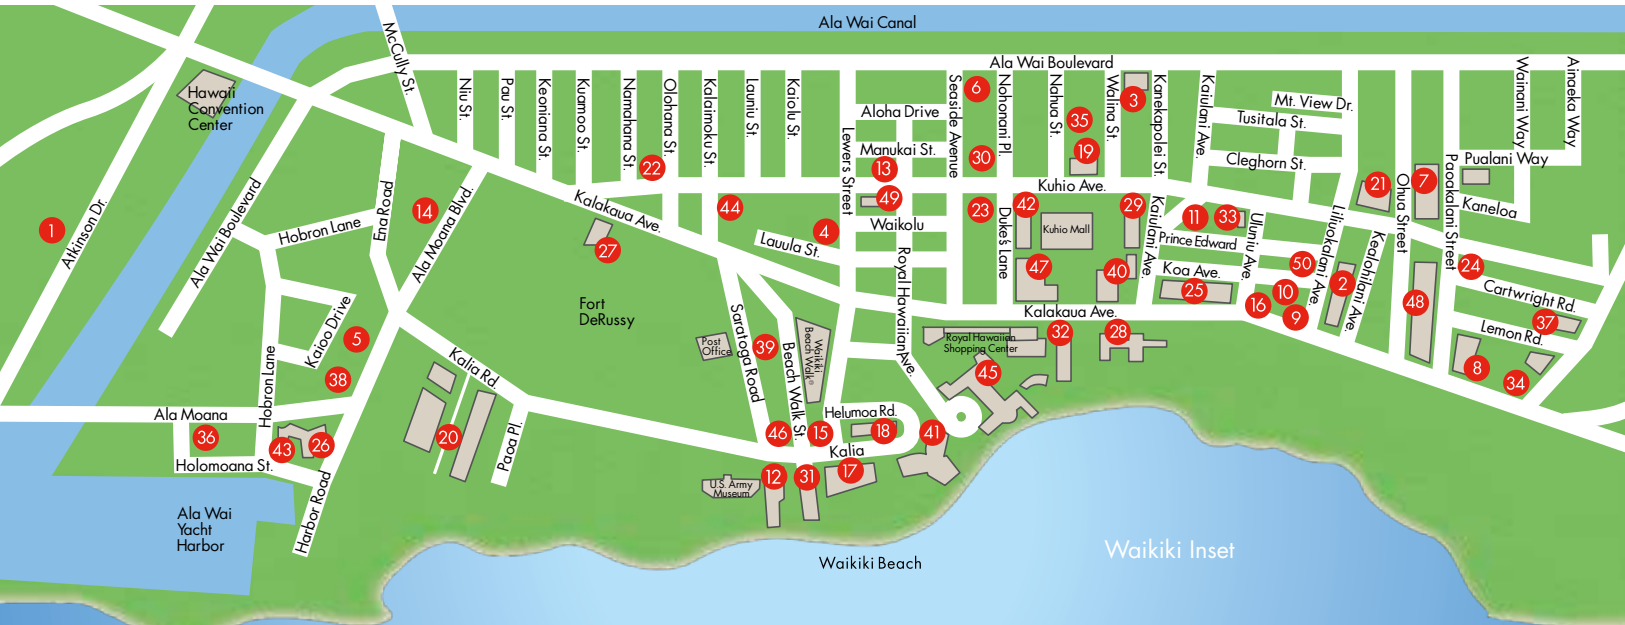 Ala Wai Canal
McCully St.
Ala Wai Boulevard
Hawaii
Convention
Center
Niu St.
Pau St.
Keoniana St.
Kuamoo St.
Namahana St.
Olohana St.
Kalaimoku St.
Launiu St.
Kaiolu St.
Lewers Street
Aloha Drive
Manukai St.
Seaside Avenue
Nohonani Pl.
Nahua St.
Walina St.
Kanekapolei St.
Kaiulani Ave.
Mt. View Dr.
Tusitala St.
Cleghorn St.
Wainani Way
Ainaeka Way
Pualani Way
Kaneloa
Paoakalani Street
Ohua Street
6
3
35
19
30
22
13
49
21
7
Kuhio Ave.
Kalakaua Ave.
44
4
Lauula St.
Waikolu
Royal Hawaiian Ave.
23
Duke's Lane
42
Kuhio Mall
29
Kaiulani Ave.
11
33
Prince Edward
Uluniu Ave.
Koa Ave.
25
47
40
50
10
16
9
Liliuokalani Ave.
2
Kealohilani Ave.
48
24
Cartwright Rd.
37
Lemon Rd.
8
34
1
Atkinson Dr.
Ala Wai Boulevard
Hobron Lane
Ena Road
14
Ala Moana Blvd.
27
Fort
DeRussy
Kaioo Drive
5
38
Hobron Lane
Ala Moana
36
Holomoana St.
43
26
Harbor Road
Ala Wai
Yacht
Harbor
Kalia Rd.
20
Paoa Pl.
Post
Office
Saratoga Road
39
Beach Walk St.
Waikiki
Beach Walk®
Kalakaua Ave.
Royal Hawaiian
Shopping Center
32
28
45
Helumoa Rd.
46
15
18
41
Kalia
17
12
31
U.S. Army
Museum
Waikiki Beach
Waikiki Inset